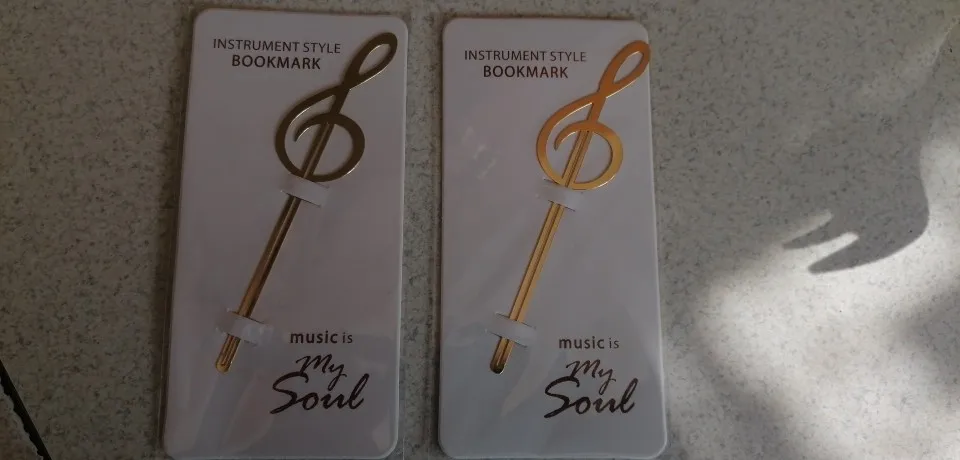 INSTRUMENT STYLE
BOOKMARK
music is
My
Soul
INSTRUMENT STYLE
BOOKMARK
music is
My
Soul